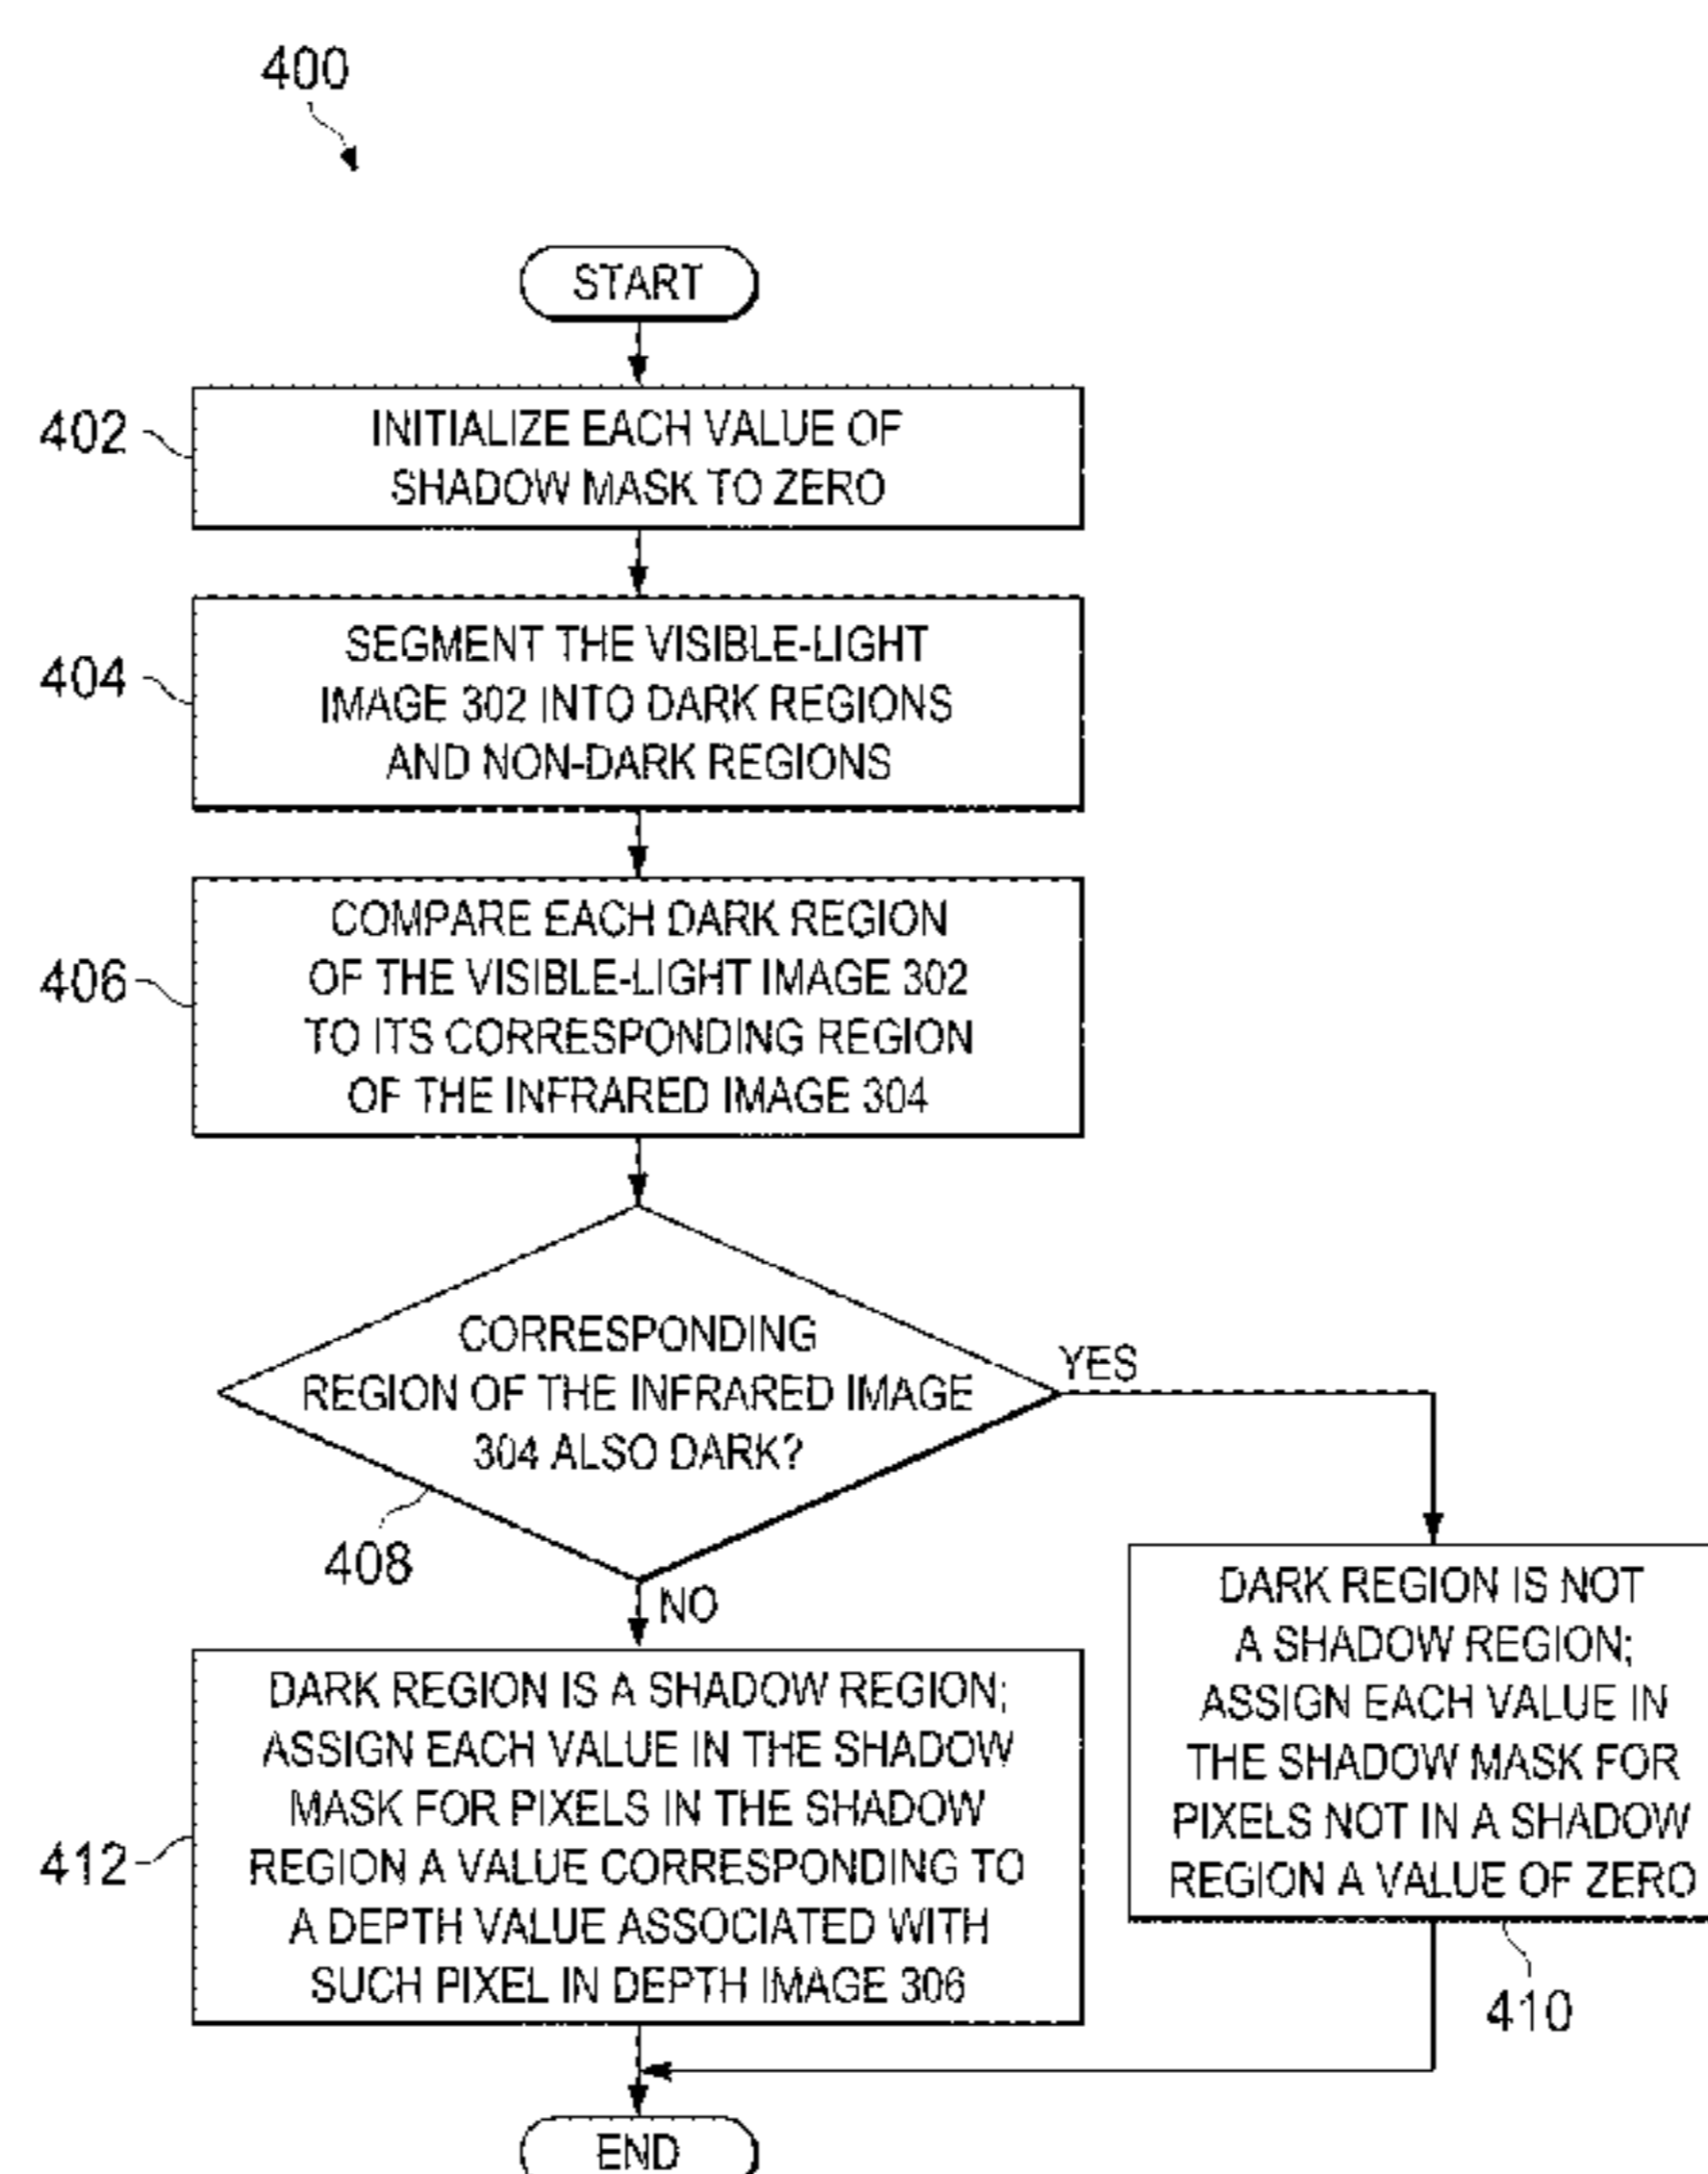 400
START
402
INITIALIZE EACH VALUE OF
SHADOW MASK TO ZERO
404
SEGMENT THE VISIBLE-LIGHT
IMAGE 302 INTO DARK REGIONS
AND NON-DARK REGIONS
406
COMPARE EACH DARK REGION
OF THE VISIBLE-LIGHT IMAGE 302
TO ITS CORRESPONDING REGION
OF THE INFRARED IMAGE 304
CORRESPONDING
REGION OF THE INFRARED IMAGE
304 ALSO DARK?
408
YES
NO
DARK REGION IS NOT
A SHADOW REGION;
ASSIGN EACH VALUE IN
THE SHADOW MASK FOR
PIXELS NOT IN A SHADOW
REGION A VALUE OF ZERO
410
412
DARK REGION IS A SHADOW REGION;
ASSIGN EACH VALUE IN THE SHADOW
MASK FOR PIXELS IN THE SHADOW
REGION A VALUE CORRESPONDING TO
A DEPTH VALUE ASSOCIATED WITH
SUCH PIXEL IN DEPTH IMAGE 306
END